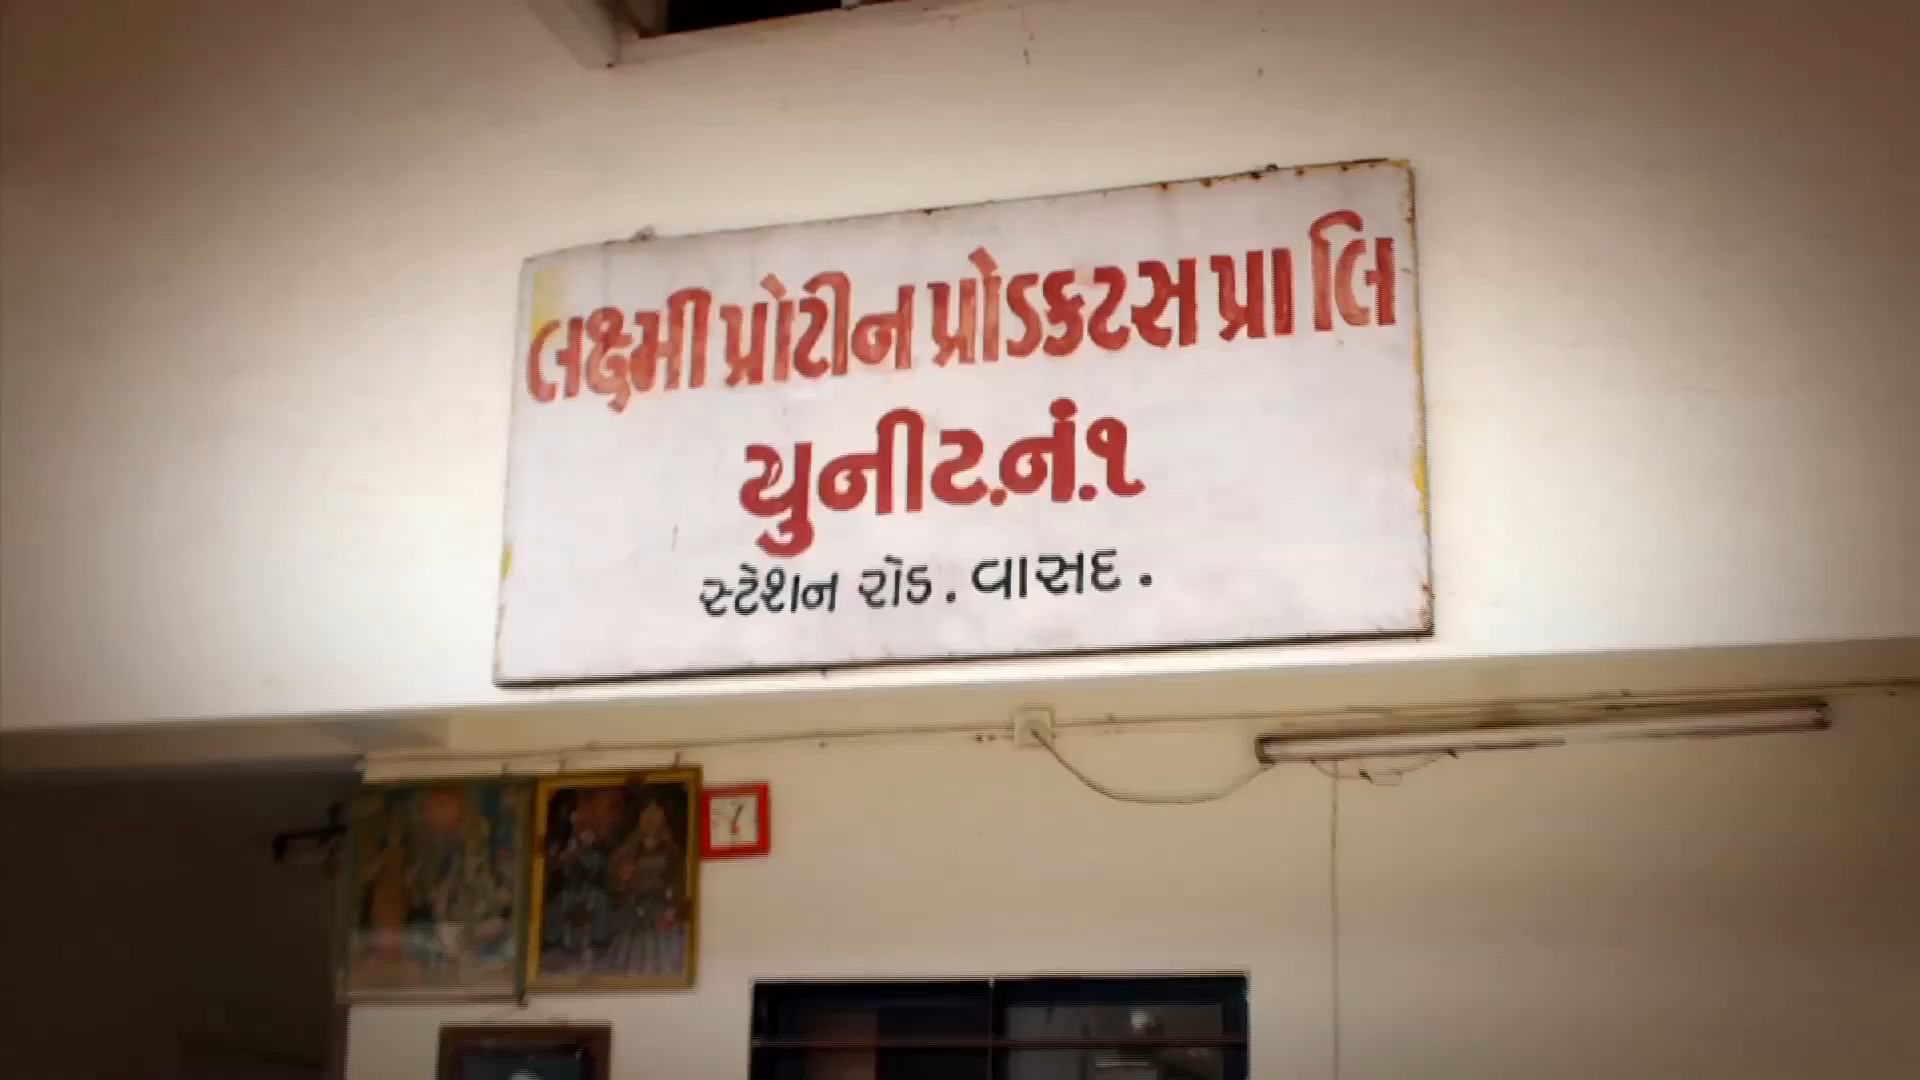 લક્ષ્મી પ્રોટીન પ્રોડકટસ પ્રા લિ
યુનીટ.નં.૧
સ્ટેશન રોડ. વાસદ.